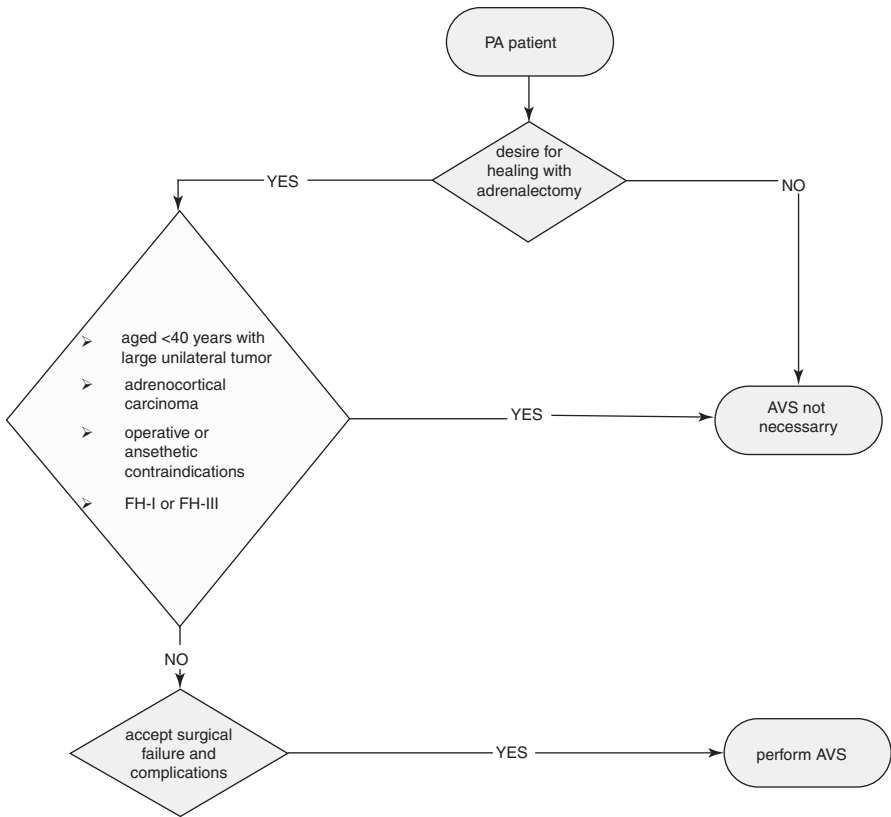 PA patient
desire for
healing with
adrenalectomy
YES
NO
➢ aged <40 years with
large unilateral tumor
➢ adrenocortical
carcinoma
➢ operative or
ansethetic
contraindications
➢ FH-I or FH-III
YES
AVS not
necessarry
NO
accept surgical
failure and
complications
YES
perform AVS